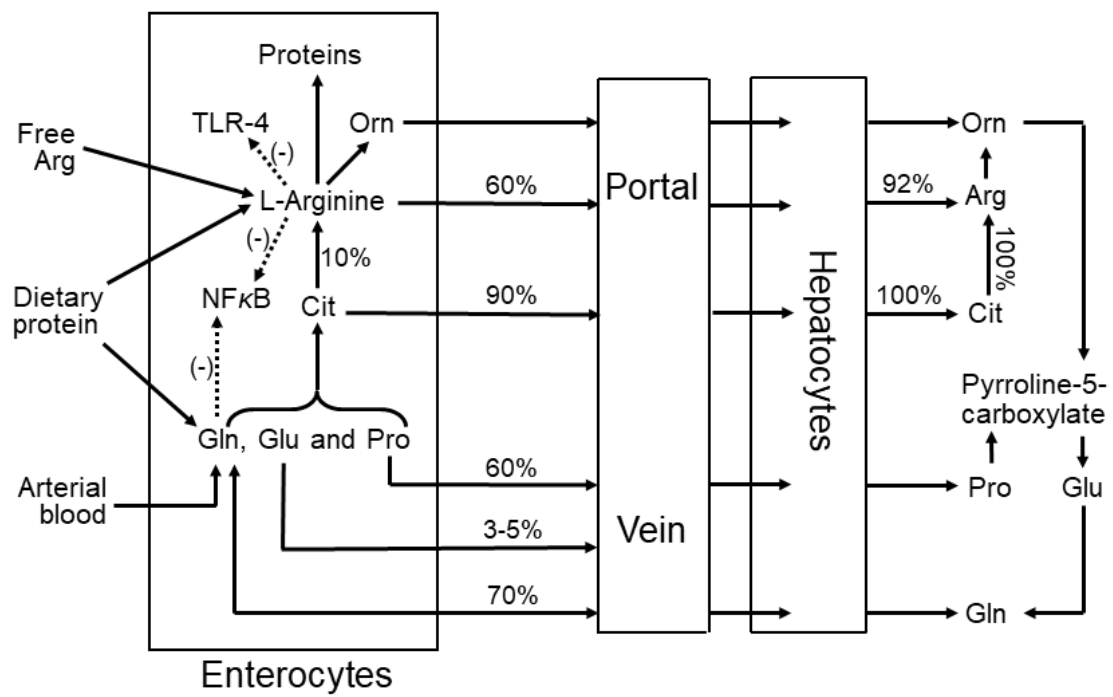 Proteins
TLR-4
Orn
(-)
Free
Arg
L-Arginine
60%
(-)
10%
Dietary
protein
NFκB
Cit
90%
(-)
Gln, Glu and Pro
Arterial
blood
60%
3-5%
70%
Enterocytes
Portal
Vein
Hepatocytes
Orn
92%
Arg
100%
100%
Cit
Pyrroline-5-
carboxylate
Pro
Glu
Gln